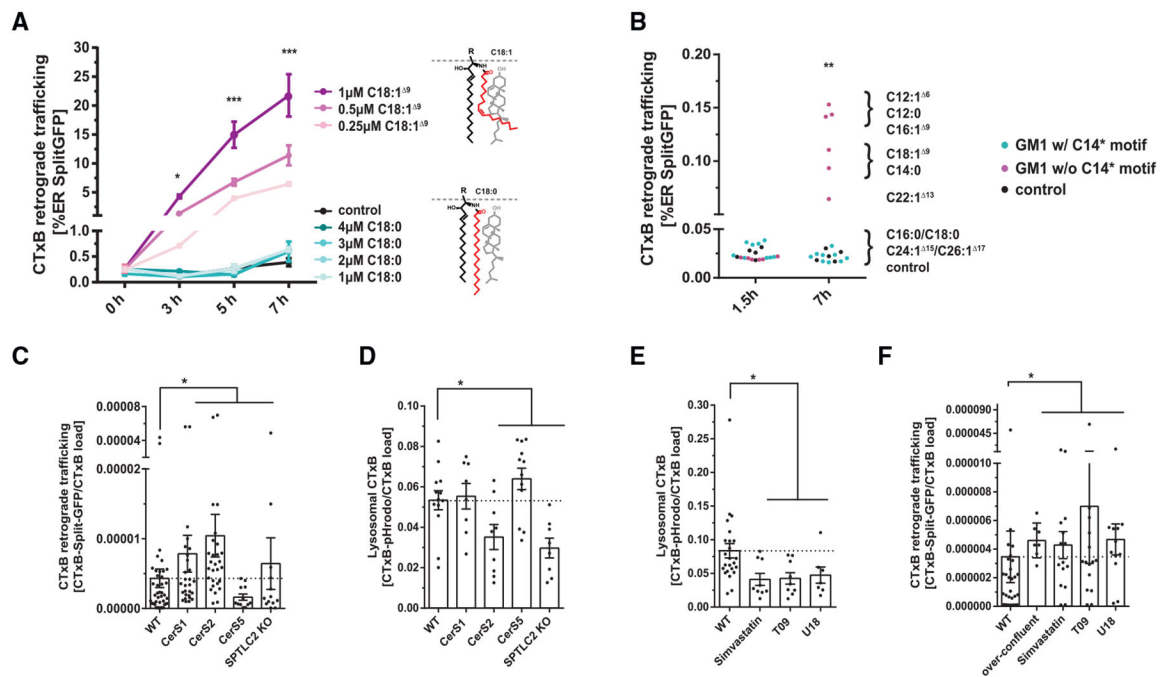 A
CTxB retrograde trafficking
[%ER SplitGFP]
30
25
20
15
10
5
1.0
0.5
0.0
0 h
3 h
5 h
7 h
*
***
***
1µM C18:1Δ9
0.5µM C18:1Δ9
0.25µM C18:1Δ9
control
4µM C18:0
3µM C18:0
2µM C18:0
1µM C18:0
C18:1
R
HO
NH
O
OH
C18:0
R
HO
NH
O
OH
B
CTxB retrograde trafficking
[%ER SplitGFP]
0.20
0.15
0.10
0.05
0.00
1.5h
7h
**
C12:1Δ6
C12:0
C16:1Δ9
C18:1Δ9
C14:0
C22:1Δ13
C16:0/C18:0
C24:1Δ15/C26:1Δ17
control
GM1 w/ C14* motif
GM1 w/o C14* motif
control
C
CTxB retrograde trafficking
[CTxB-Split-GFP/CTxB load]
0.00008
0.00004
0.00002
0.00001
0.00000
*
WT
CerS1
CerS2
CerS5
SPTLC2 KO
D
Lysosomal CTxB
[CTxB-pHrodo/CTxB load]
0.10
0.08
0.06
0.04
0.02
0.00
*
WT
CerS1
CerS2
CerS5
SPTLC2 KO
E
Lysosomal CTxB
[CTxB-pHrodo/CTxB load]
0.30
0.25
0.20
0.15
0.10
0.05
0.00
*
WT
Simvastatin
T09
U18
F
CTxB retrograde trafficking
[CTxB-Split-GFP/CTxB load]
0.000090
0.000045
0.000010
0.000008
0.000006
0.000004
0.000002
0.000000
*
WT
over-confluent
Simvastatin
T09
U18